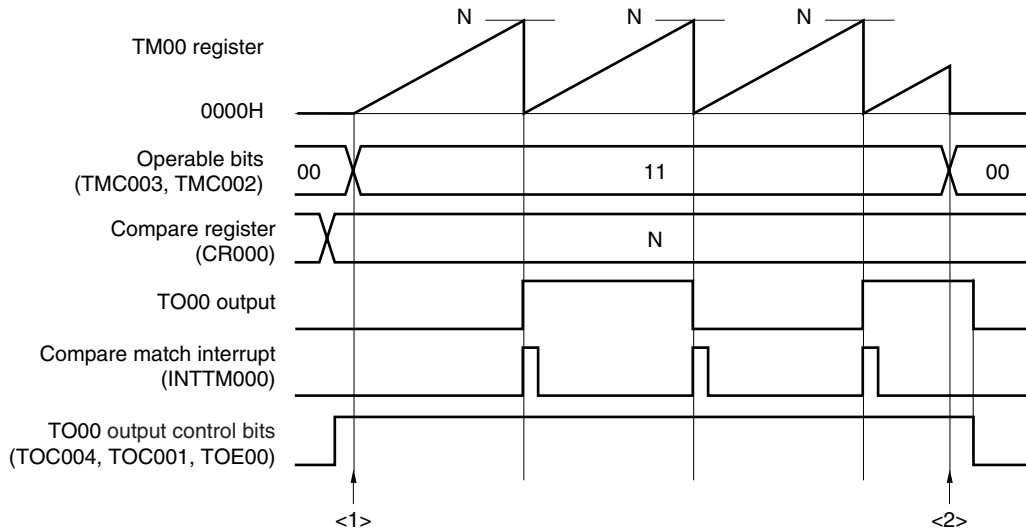 N N N
TM00 register
0000H
Operable bits
(TMC003, TMC002)
00 11 00
Compare register
(CR000)
N
TO00 output
Compare match interrupt
(INTTM000)
TO00 output control bits
(TOC004, TOC001, TOE00)
<1> <2>